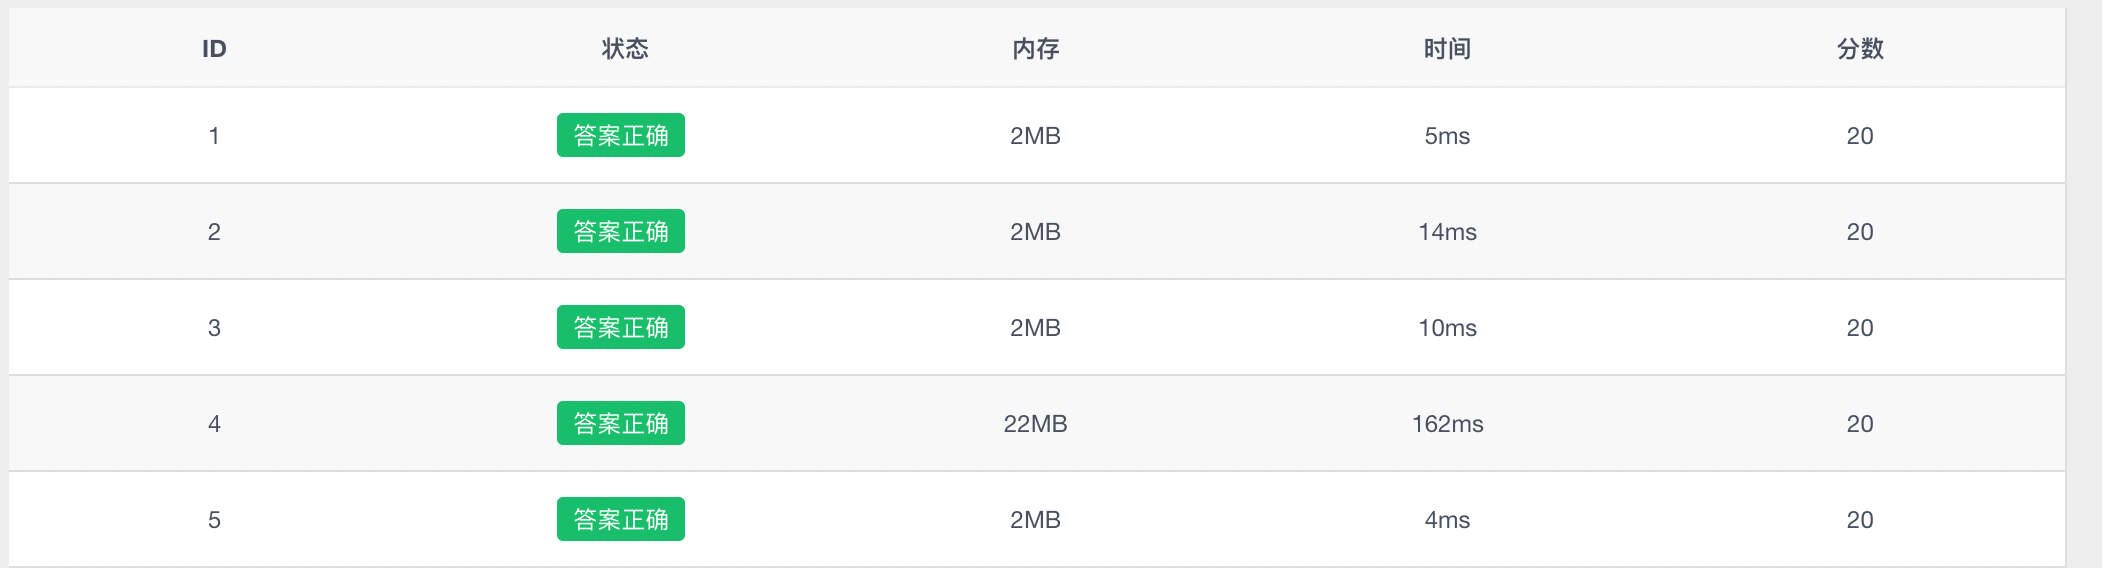 ID 状态 内存 时间 分数
1 答案正确 2MB 5ms 20
2 答案正确 2MB 14ms 20
3 答案正确 2MB 10ms 20
4 答案正确 22MB 162ms 20
5 答案正确 2MB 4ms 20